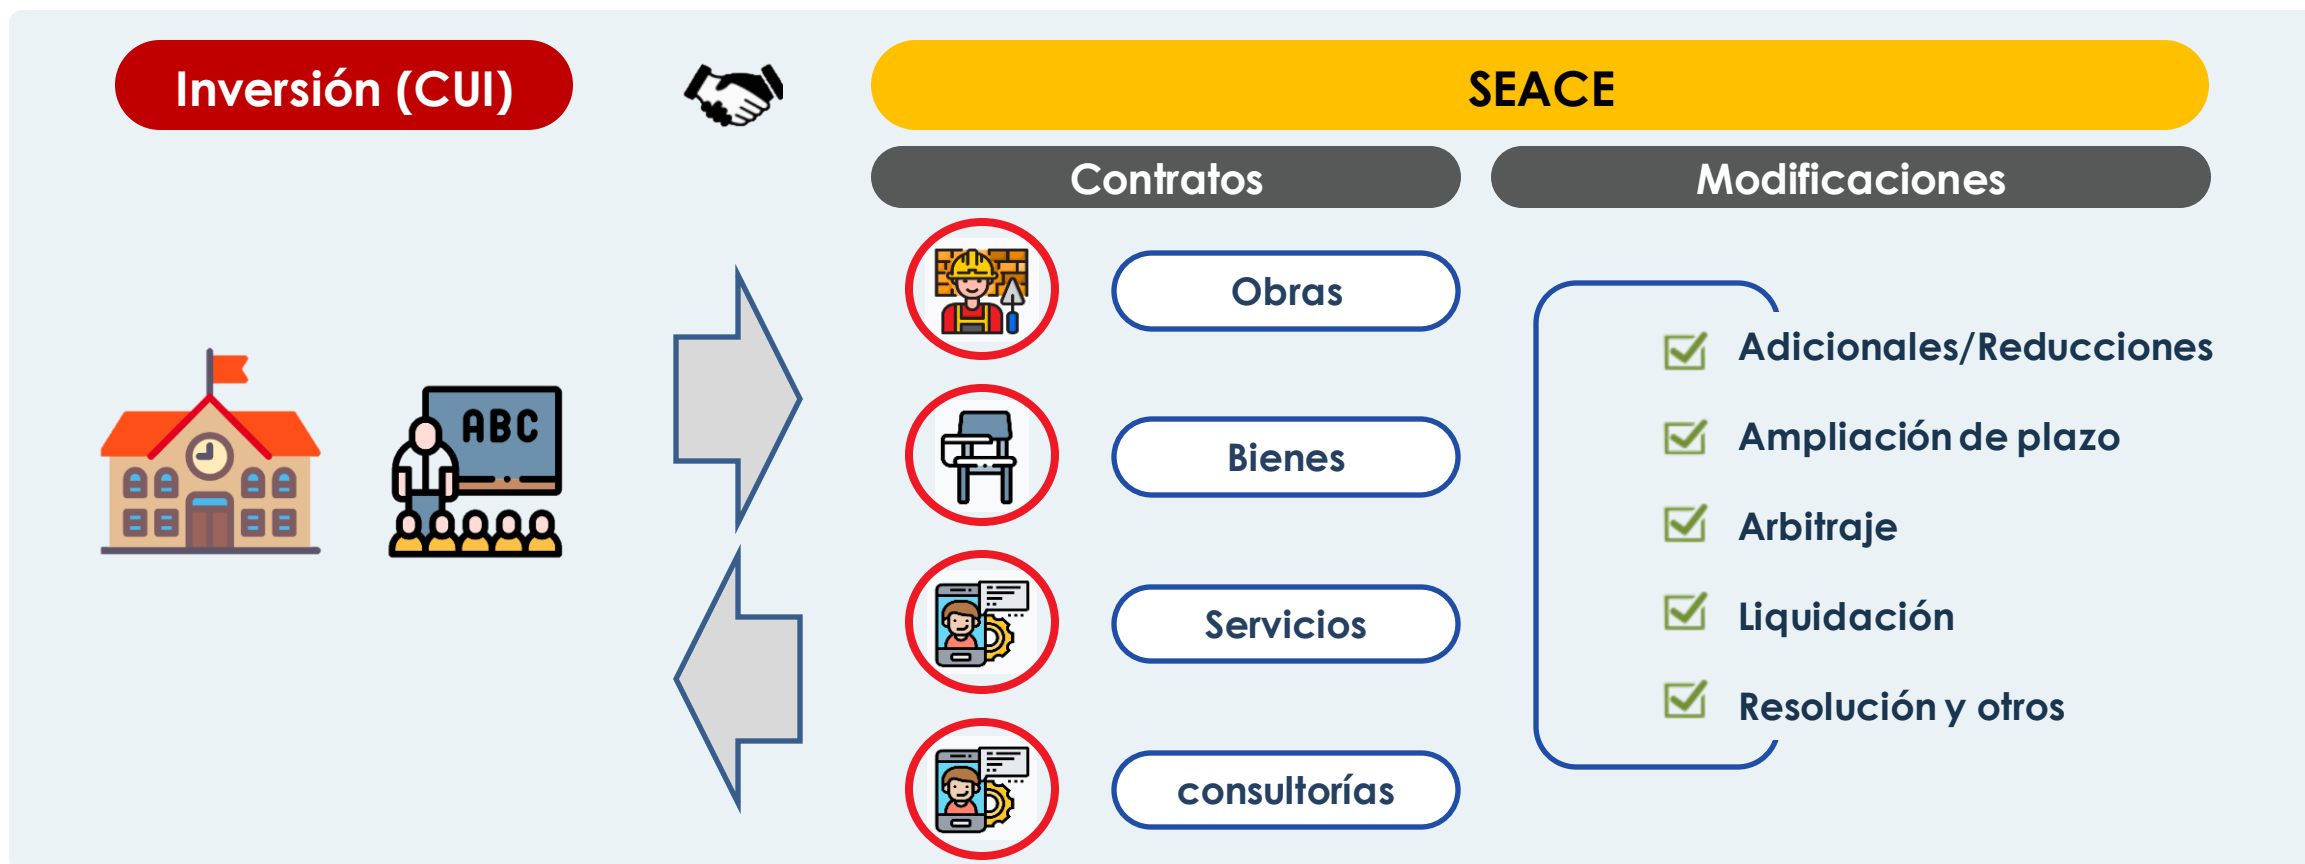 Inversión (CUI)
SEACE
Contratos
Modificaciones
Obras
Bienes
Servicios
consultorías
Adicionales/Reducciones
Ampliación de plazo
Arbitraje
Liquidación
Resolución y otros
ABC